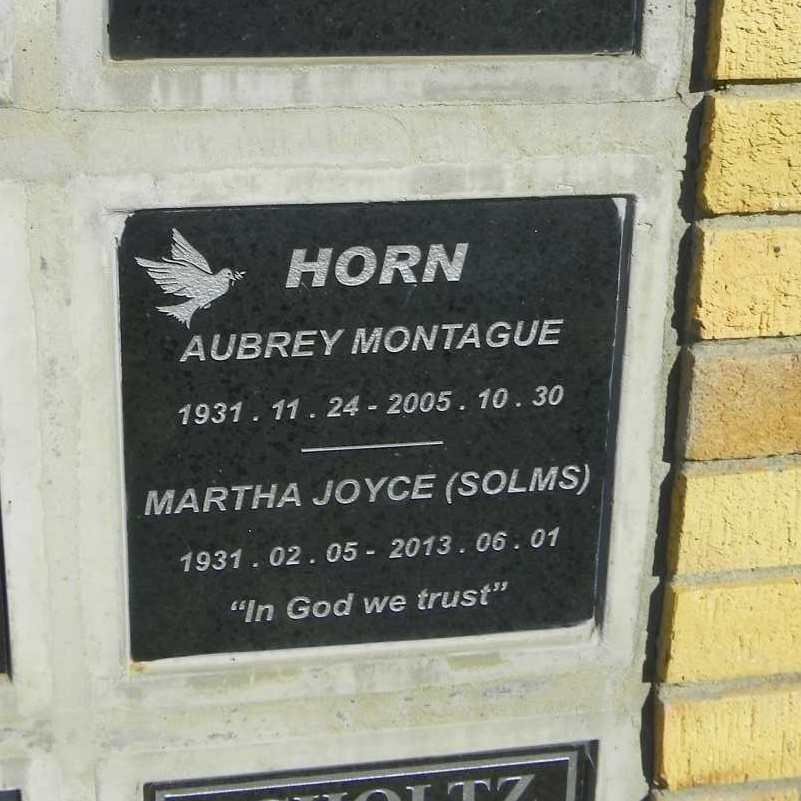 HORN
AUBREY MONTAGUE
1931 . 11 . 24 - 2005 . 10 . 30
MARTHA JOYCE (SOLMS)
1931 . 02 . 05 - 2013 . 06 . 01
“In God we trust”